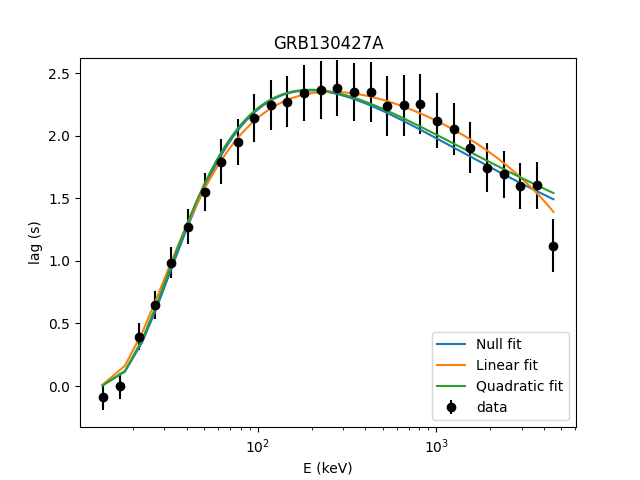 GRB130427A
lag (s)
2.5
2.0
1.5
1.0
0.5
0.0
Null fit
Linear fit
Quadratic fit
data
10²
10³
E (keV)